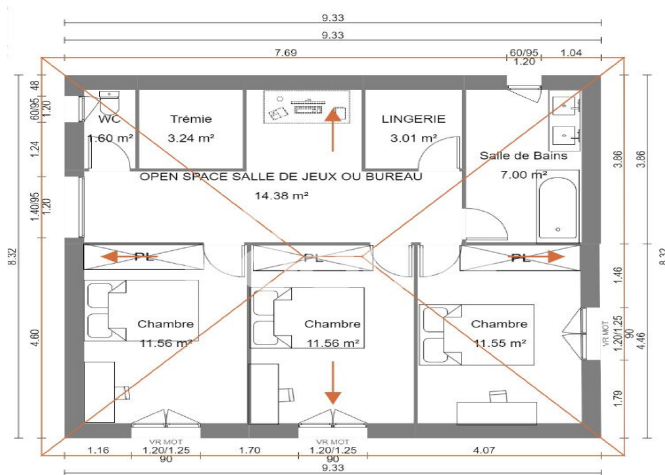 9.33
9.33
7.69
60/95
1.20
1.04
48
60/95
1.20
1.24
1.40/95
1.20
8.32
4.60
WC
1.60 m²
Trémie
3.24 m²
LINGERIE
3.01 m²
Salle de Bains
7.00 m²
OPEN SPACE SALLE DE JEUX OU BUREAU
14.38 m²
PL
PL
PL
Chambre
11.56 m²
Chambre
11.56 m²
Chambre
11.55 m²
3.86
3.86
8.32
1.46
VR MOT
1.20/1.25
90
4.46
1.79
1.16
VR MOT
1.20/1.25
90
1.70
VR MOT
1.20/1.25
90
4.07
9.33